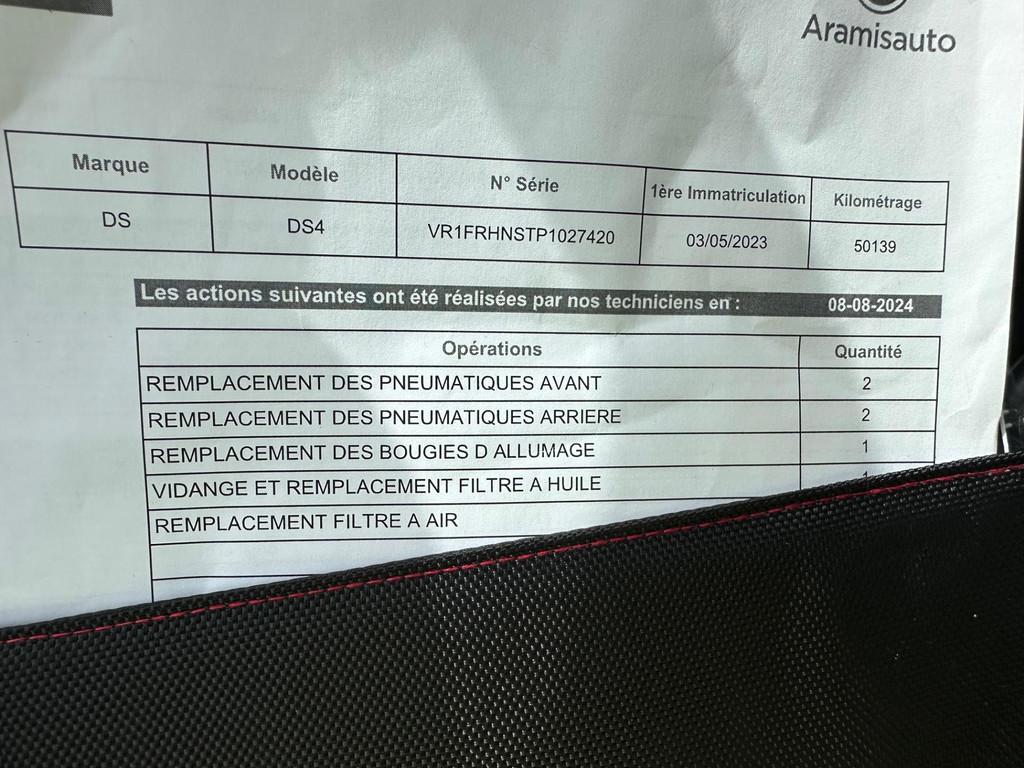 Aramisauto
Marque Modèle N° Série 1ère Immatriculation Kilométrage
DS DS4 VR1FRHNSTP1027420 03/05/2023 50139
Les actions suivantes ont été réalisées par nos techniciens en : 08-08-2024
Opérations Quantité
REMPLACEMENT DES PNEUMATIQUES AVANT 2
REMPLACEMENT DES PNEUMATIQUES ARRIERE 2
REMPLACEMENT DES BOUGIES D ALLUMAGE 1
VIDANGE ET REMPLACEMENT FILTRE A HUILE
REMPLACEMENT FILTRE A AIR